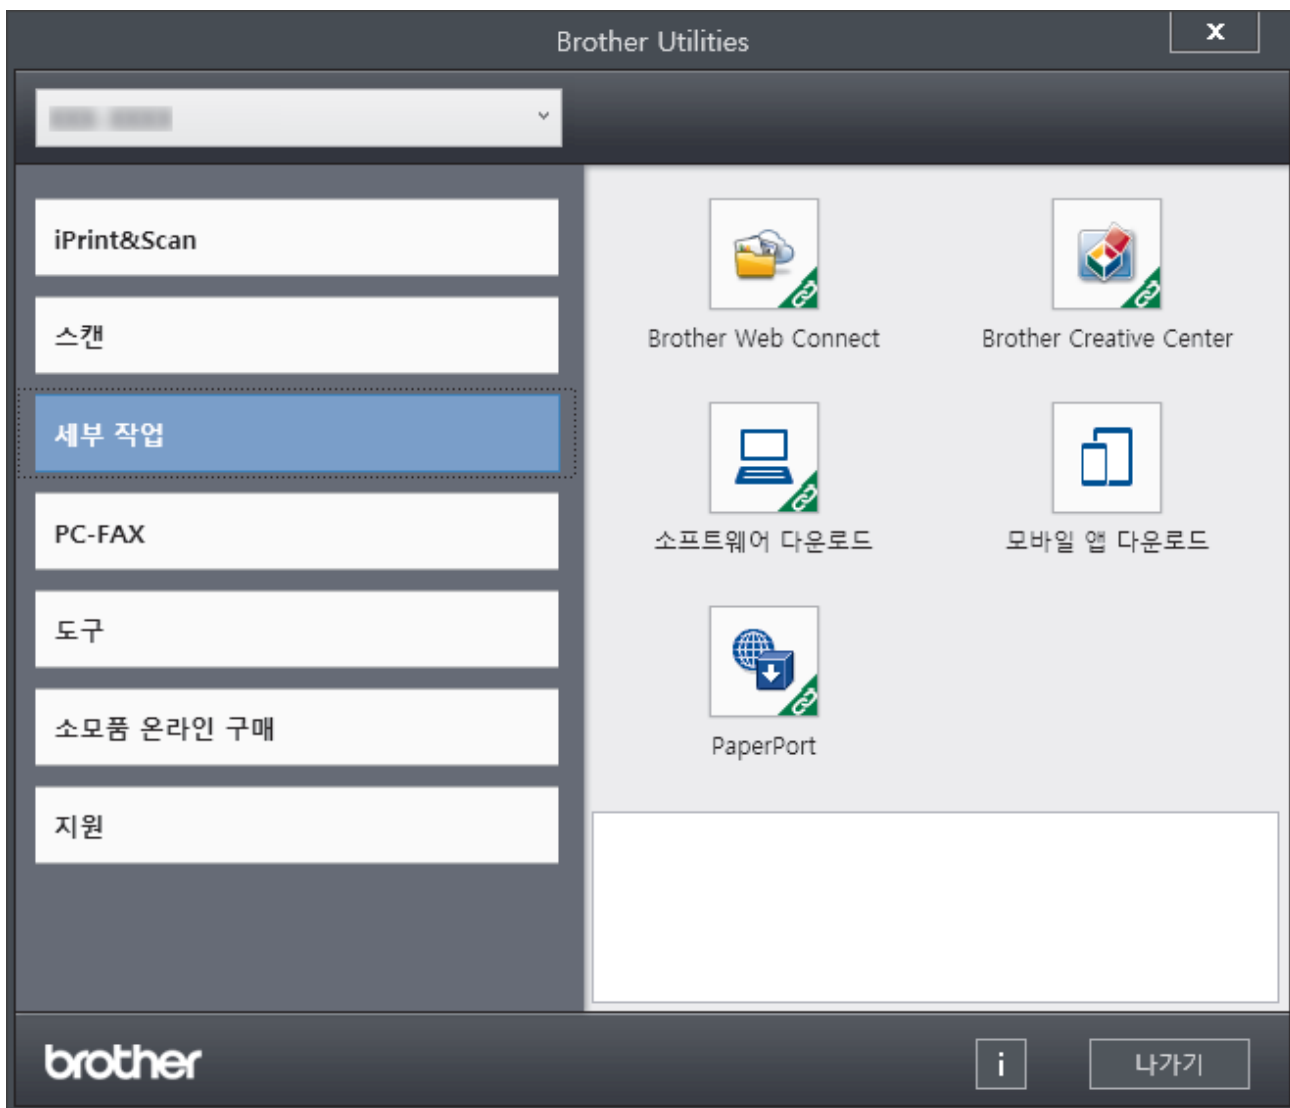 Brother Utilities
x
iPrint&Scan
스캔
세부 작업
PC-FAX
도구
소모품 온라인 구매
지원
Brother Web Connect
Brother Creative Center
소프트웨어 다운로드
모바일 앱 다운로드
PaperPort
brother
i
나가기